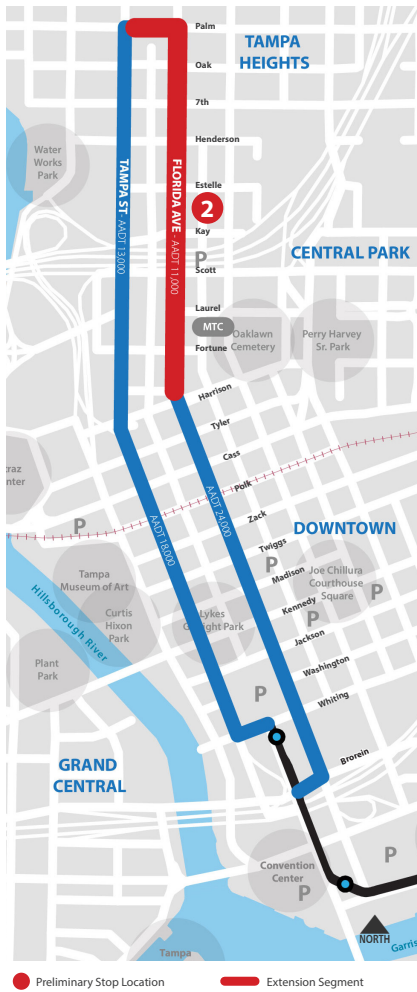 Palm
TAMPA
HEIGHTS
Oak
7th
Henderson
Water
Works
Park
Estelle
2
TAMPA ST - AADT 13,000
FLORIDA AVE - AADT 11,000
Kay
P
CENTRAL PARK
Scott
Laurel
MTC
Oaklawn
Cemetery
Perry Harvey
Sr. Park
Fortune
Harrison
Tyler
Cass
Polk
Zack
AADT 18,000
AADT 24,000
P
DOWNTOWN
Twiggs
P
Madison
Joe Chillura
Courthouse
Square
P
Tampa
Museum of Art
Curtis
Hixon
Park
Kennedy
P
Hillsborough River
Jackson
Plant
Park
Washington
P
Whiting
GRAND
CENTRAL
Brorein
P
Convention
Center
P
NORTH
Garris
Tampa
Preliminary Stop Location
Extension Segment